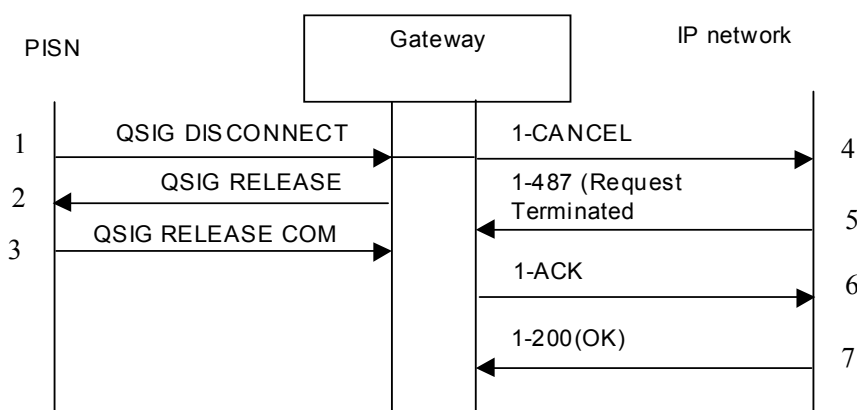 PISN
Gateway
IP network
1
QSIG DISCONNECT
1-CANCEL
4
2
QSIG RELEASE
1-487 (Request
Terminated
5
3
QSIG RELEASE COM
1-ACK
6
1-200(OK)
7